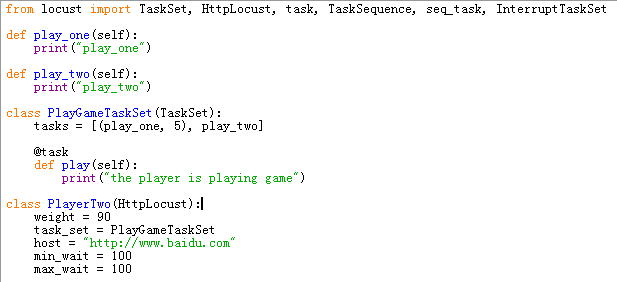 from locust import TaskSet, HttpLocust, task, TaskSequence, seq_task, InterruptTaskSet
def play_one(self):
print("play_one")
def play_two(self):
print("play_two")
class PlayGameTaskSet(TaskSet):
tasks = [(play_one, 5), play_two]
@task
def play(self):
print("the player is playing game")
class PlayerTwo(HttpLocust):
weight = 90
task_set = PlayGameTaskSet
host = "http://www.baidu.com"
min_wait = 100
max_wait = 100